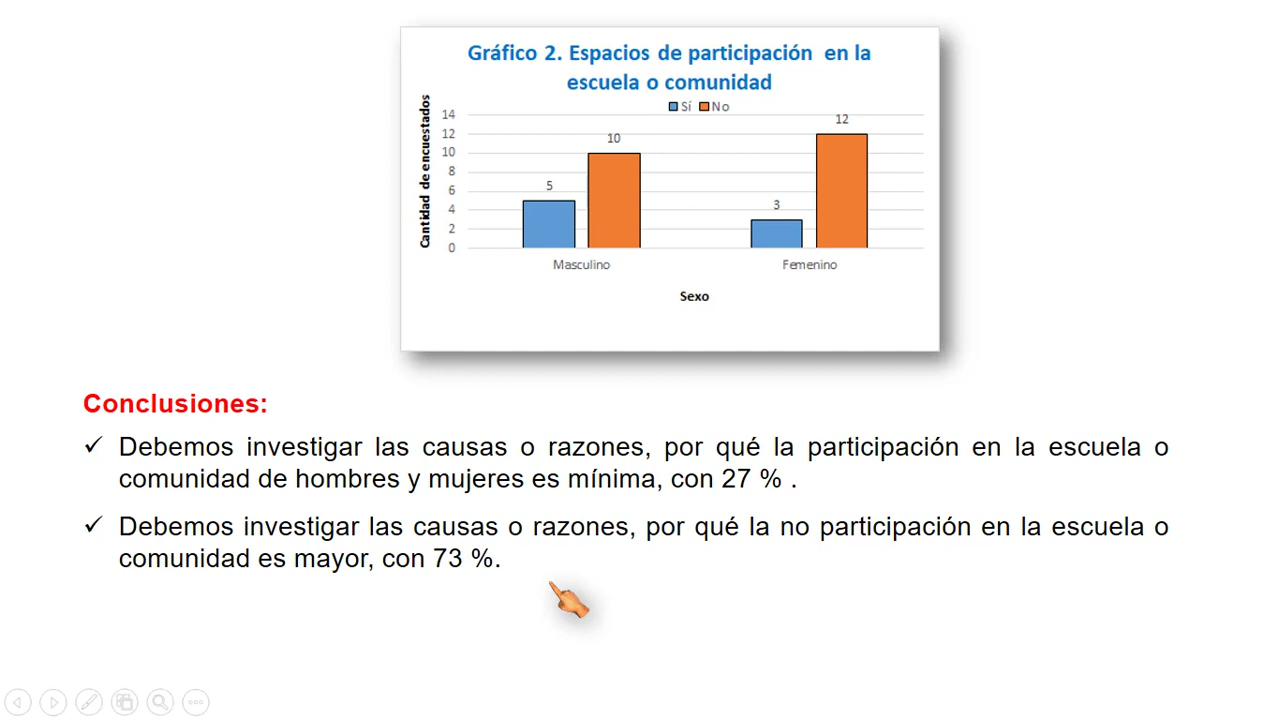 Gráfico 2. Espacios de participación en la
escuela o comunidad
Sí No
Cantidad de encuestados
14
12
10
8
6
4
2
0
5
10
3
12
Masculino
Femenino
Sexo
Conclusiones:
✓ Debemos investigar las causas o razones, por qué la participación en la escuela o
comunidad de hombres y mujeres es mínima, con 27 % .
✓ Debemos investigar las causas o razones, por qué la no participación en la escuela o
comunidad es mayor, con 73 %.